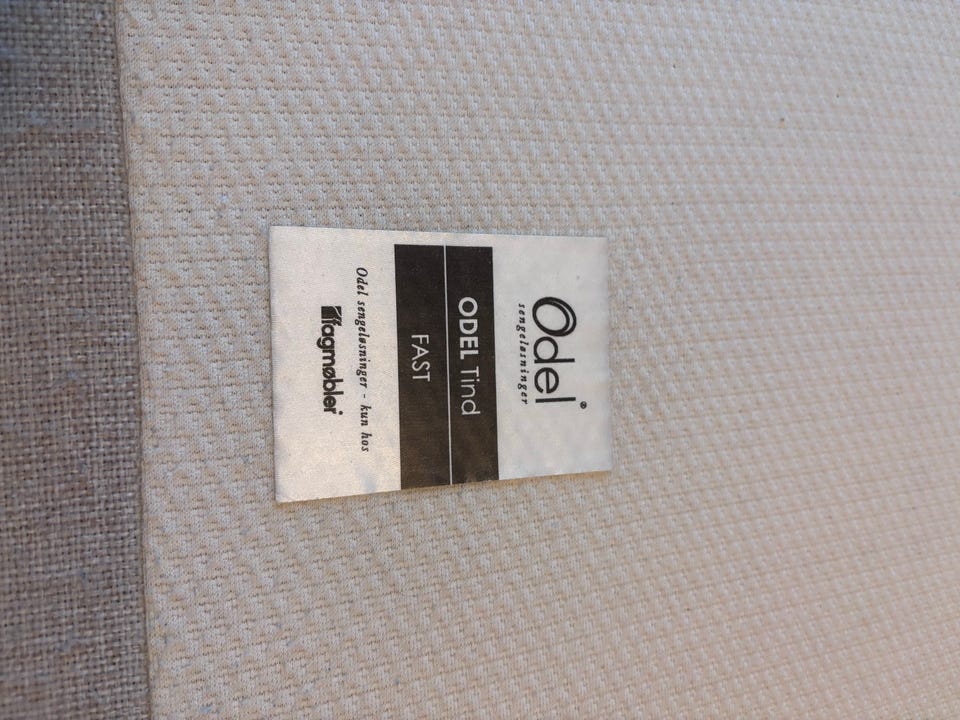 Odel®
sengeløsninger
ODEL Tind
FAST
Odel sengeløsninger - kun hos
fagmøbler